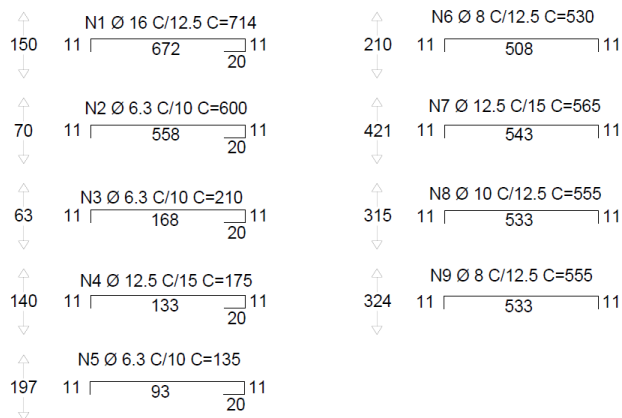 N1 Ø 16 C/12.5 C=714
150 11 672 11
20
N2 Ø 6.3 C/10 C=600
70 11 558 11
20
N3 Ø 6.3 C/10 C=210
63 11 168 11
20
N4 Ø 12.5 C/15 C=175
140 11 133 11
20
N5 Ø 6.3 C/10 C=135
197 11 93 11
20
N6 Ø 8 C/12.5 C=530
210 11 508 11
N7 Ø 12.5 C/15 C=565
421 11 543 11
N8 Ø 10 C/12.5 C=555
315 11 533 11
N9 Ø 8 C/12.5 C=555
324 11 533 11